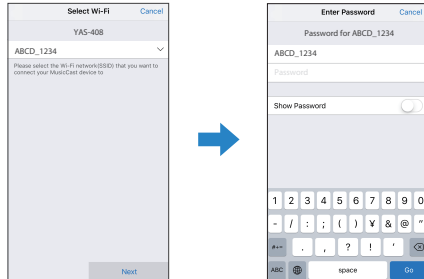 Select Wi-Fi Cancel
YAS-408
ABCD_1234
Please select the Wi-Fi network(SSID) that you want to
connect your MusicCast device to
Next
Enter Password Cancel
Password for ABCD_1234
ABCD_1234
Password
Show Password
1 2 3 4 5 6 7 8 9 0
- / : ; ( ) ¥ & @ "
#+= . , ? ! '
ABC space Go